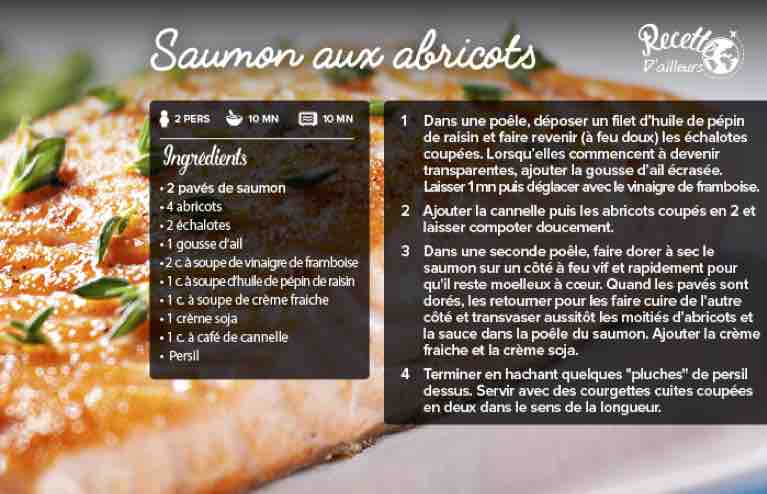 Saumon aux abricots
Recettes
D'ailleurs
2 PERS 10 MN 10 MN
Ingrédients
• 2 pavés de saumon
• 4 abricots
• 2 échalotes
• 1 gousse d'ail
• 2 c. à soupe de vinaigre de framboise
• 1 c. à soupe d'huile de pépin de raisin
• 1 c. à soupe de crème fraiche
• 1 crème soja
• 1 c. à café de cannelle
• Persil
1 Dans une poêle, déposer un filet d'huile de pépin
de raisin et faire revenir (à feu doux) les échalotes
coupées. Lorsqu'elles commencent à devenir
transparentes, ajouter la gousse d'ail écrasée.
Laisser 1 mn puis déglacer avec le vinaigre de framboise.
2 Ajouter la cannelle puis les abricots coupés en 2 et
laisser compoter doucement.
3 Dans une seconde poêle, faire dorer à sec le
saumon sur un côté à feu vif et rapidement pour
qu'il reste moelleux à cœur. Quand les pavés sont
dorés, les retourner pour les faire cuire de l'autre
côté et transvaser aussitôt les moitiés d'abricots et
la sauce dans la poêle du saumon. Ajouter la crème
fraiche et la crème soja.
4 Terminer en hachant quelques "pluches" de persil
dessus. Servir avec des courgettes cuites coupées
en deux dans le sens de la longueur.